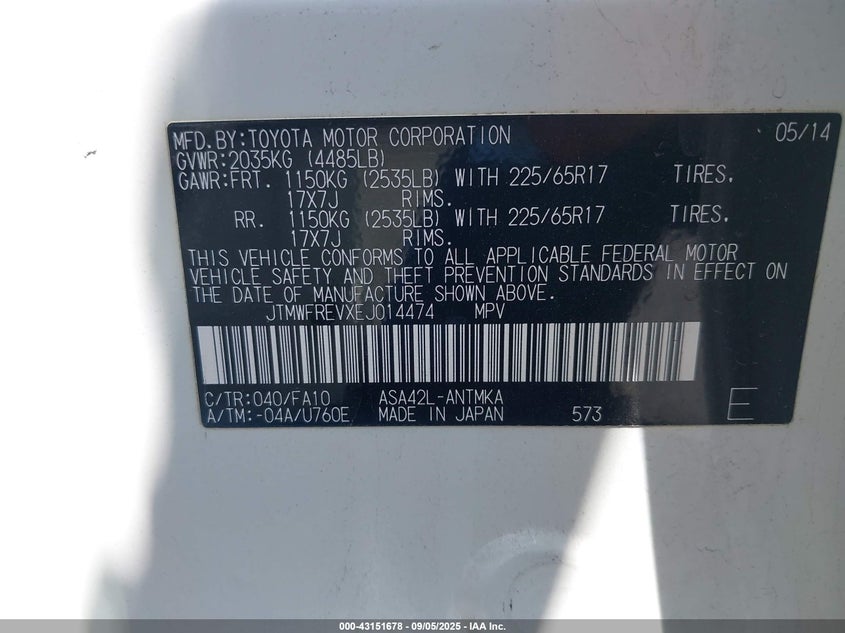 MFD.BY:TOYOTA MOTOR CORPORATION 05/14
GVWR:2035KG (4485LB)
GAWR:FRT. 1150KG (2535LB) WITH 225/65R17 TIRES.
17X7J RIMS.
RR. 1150KG (2535LB) WITH 225/65R17 TIRES.
17X7J RIMS.
THIS VEHICLE CONFORMS TO ALL APPLICABLE FEDERAL MOTOR
VEHICLE SAFETY AND THEFT PREVENTION STANDARDS IN EFFECT ON
THE DATE OF MANUFACTURE SHOWN ABOVE.
JTMWFREVXEJ014474 MPV
C/TR:040/FA10 ASA42L-ANTMKA
A/TM:-04A/U760E MADE IN JAPAN 573 E
000-43151678 - 09/05/2025 - IAA Inc.